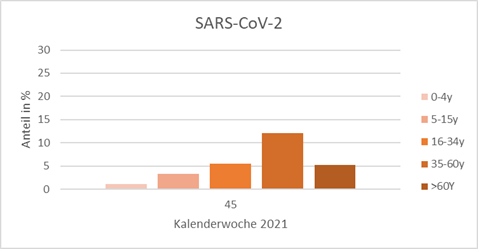 SARS-CoV-2
30
25
20
15
10
5
0
Anteil in %
45
Kalenderwoche 2021
0-4y
5-15y
16-34y
35-60y
>60Y